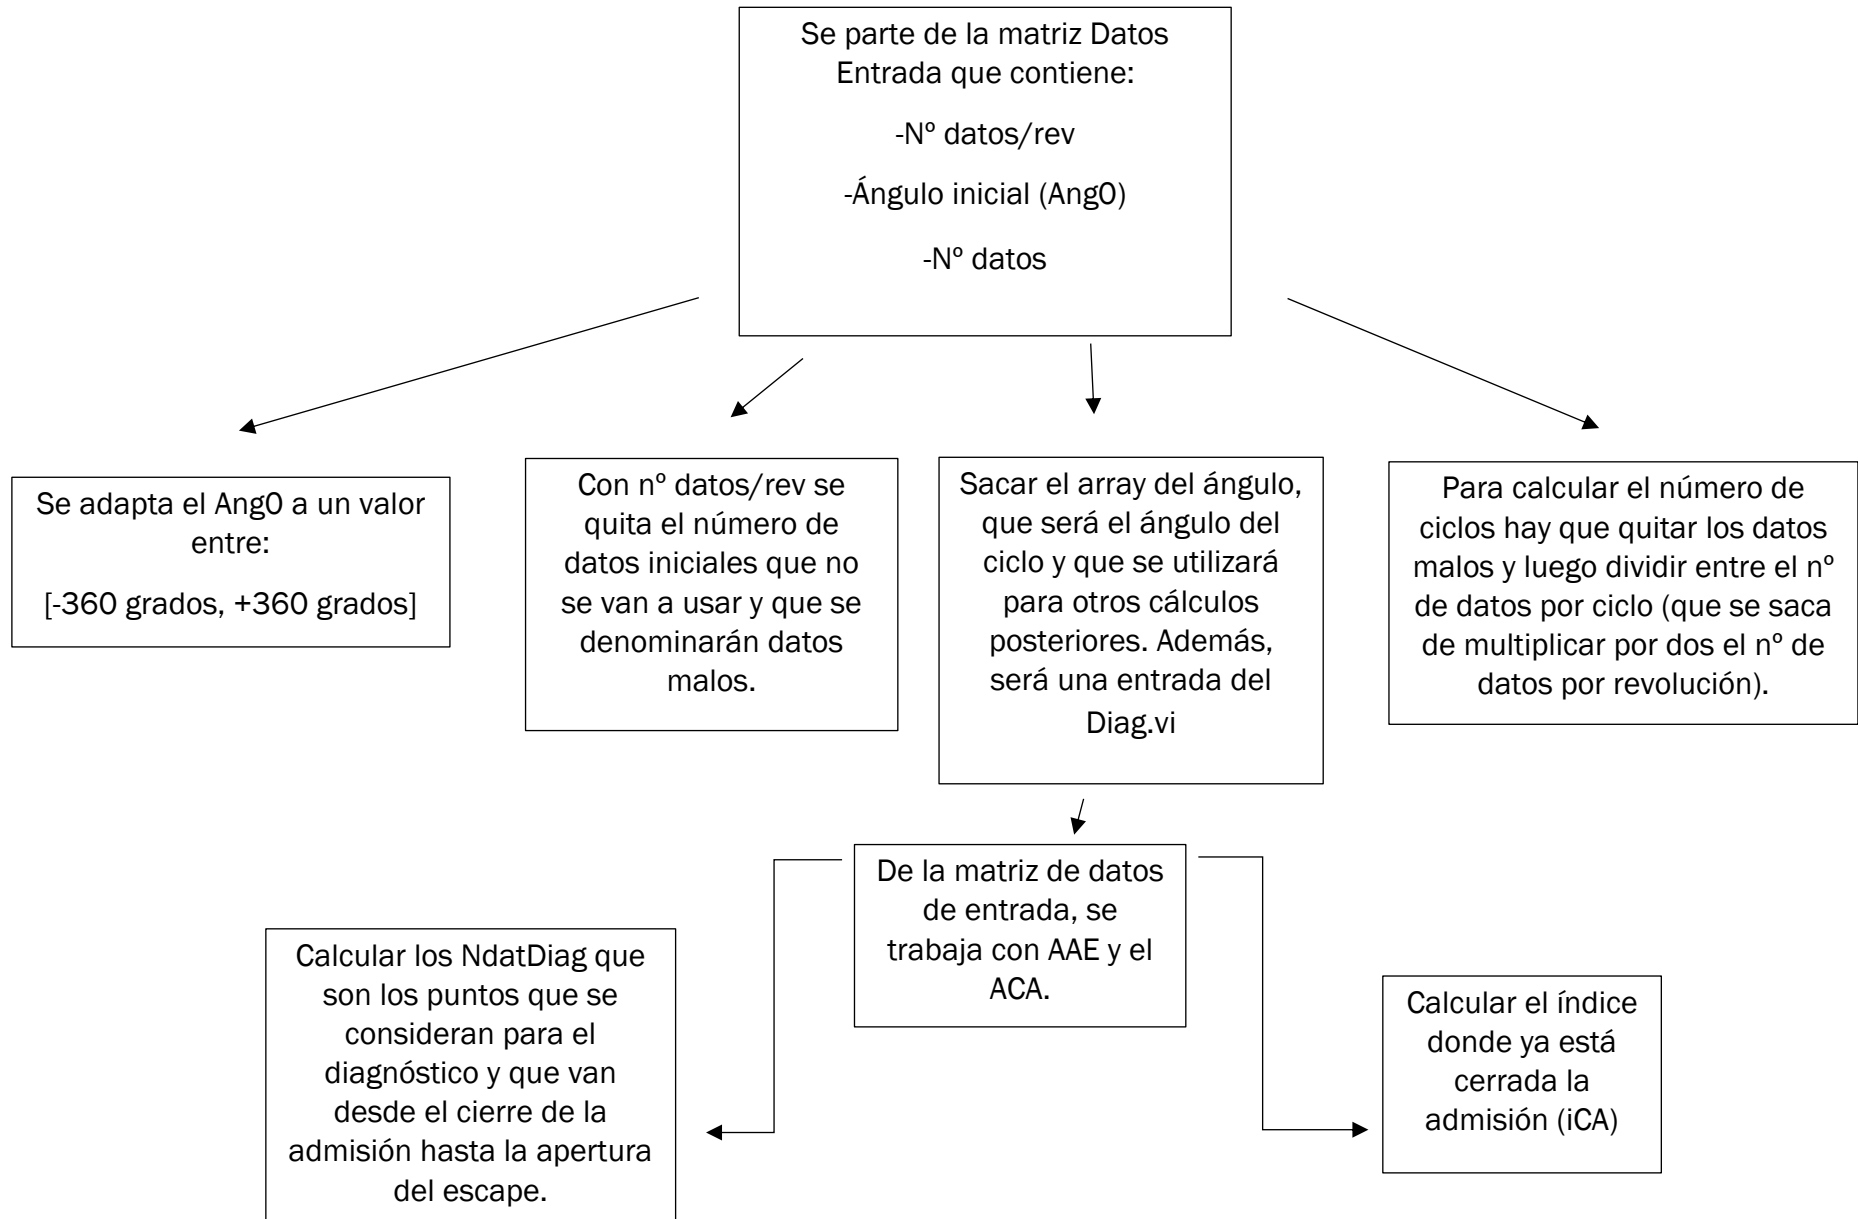 Se parte de la matriz Datos
Entrada que contiene:
-Nº datos/rev
-Ángulo inicial (Ang0)
-Nº datos
Se adapta el Ang0 a un valor
entre:
[-360 grados, +360 grados]
Con nº datos/rev se
quita el número de
datos iniciales que no
se van a usar y que se
denominarán datos
malos.
Sacar el array del ángulo,
que será el ángulo del
ciclo y que se utilizará
para otros cálculos
posteriores. Además,
será una entrada del
Diag.vi
Para calcular el número de
ciclos hay que quitar los datos
malos y luego dividir entre el nº
de datos por ciclo (que se saca
de multiplicar por dos el nº de
datos por revolución).
De la matriz de datos
de entrada, se
trabaja con AAE y el
ACA.
Calcular los NdatDiag que
son los puntos que se
consideran para el
diagnóstico y que van
desde el cierre de la
admisión hasta la apertura
del escape.
Calcular el índice
donde ya está
cerrada la
admisión (iCA)